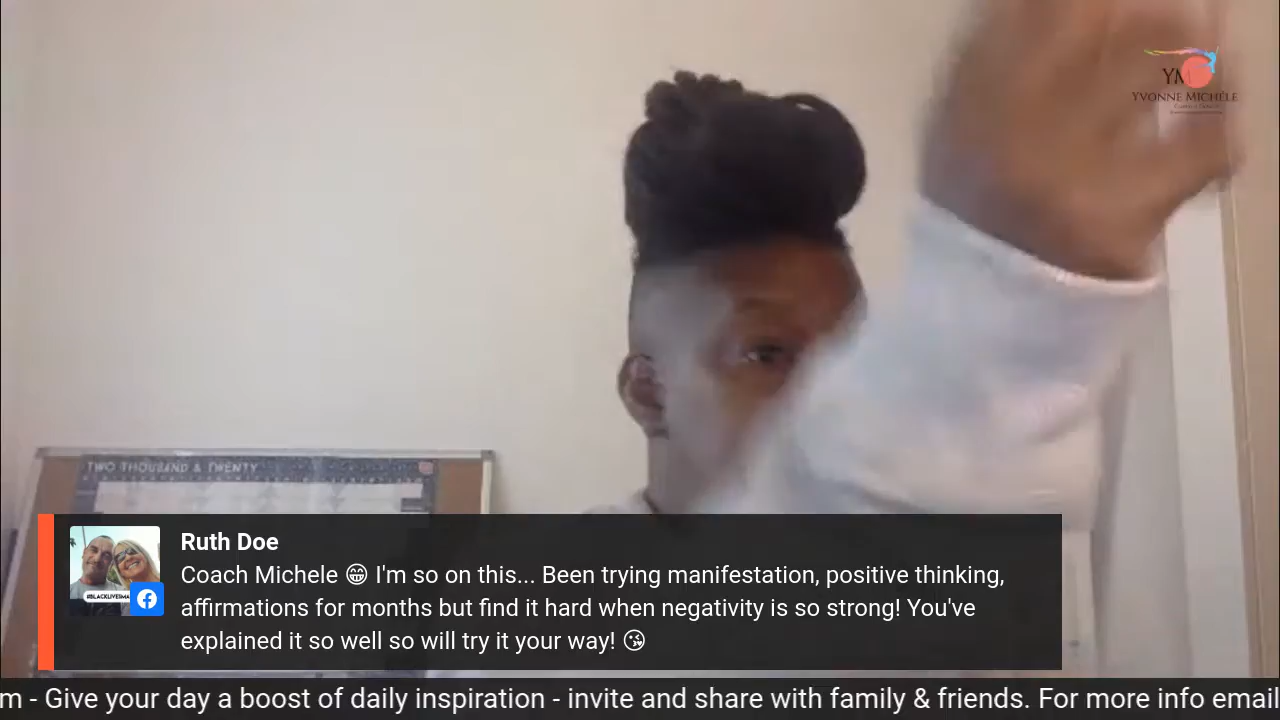 YM
YVONNE MICHÈLE
TWO THOUSAND & TWENTY
Ruth Doe
Coach Michele 😁 I'm so on this... Been trying manifestation, positive thinking,
affirmations for months but find it hard when negativity is so strong! You've
explained it so well so will try it your way! 😘
m - Give your day a boost of daily inspiration - invite and share with family & friends. For more info email